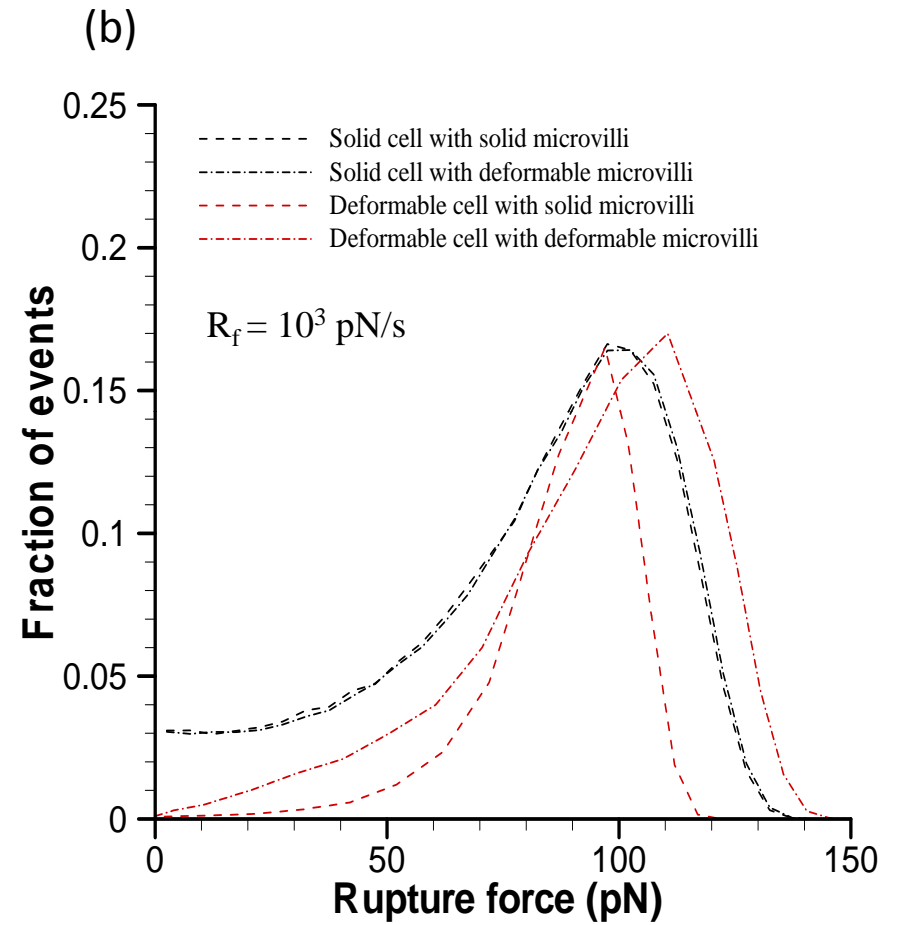 (b)
0.25
Solid cell with solid microvilli
Solid cell with deformable microvilli
Deformable cell with solid microvilli
Deformable cell with deformable microvilli
0.2
R_f = 10³ pN/s
0.15
Fraction of events
0.1
0.05
0
0 50 100 150
Rupture force (pN)